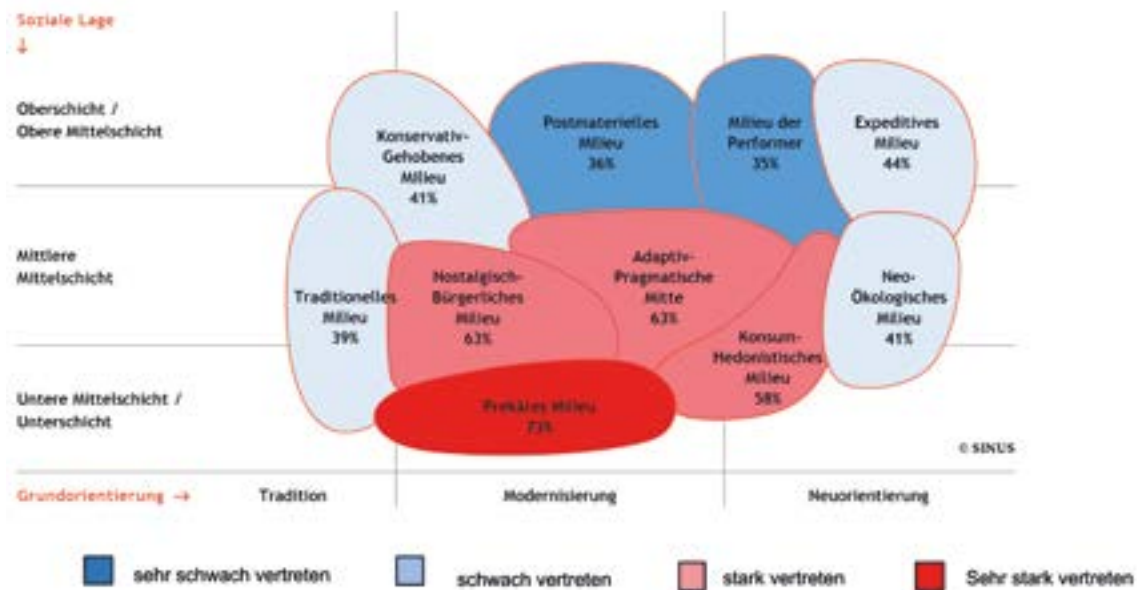 Soziale Lage
↓
Oberschicht /
Obere Mittelschicht
Konservativ-
Gehobenes
Milieu
41%
Postmaterielles
Milieu
36%
Milieu der
Performer
35%
Expeditives
Milieu
44%
Mittlere
Mittelschicht
Traditionelles
Milieu
39%
Nostalgisch-
Bürgerliches
Milieu
63%
Adaptiv-
Pragmatische
Mitte
63%
Konsum-
Hedonistisches
Milieu
58%
Neo-
Ökologisches
Milieu
41%
Untere Mittelschicht /
Unterschicht
Prekäres Milieu
73%
© SINUS
Grundorientierung →
Tradition
Modernisierung
Neuorientierung
sehr schwach vertreten
schwach vertreten
stark vertreten
Sehr stark vertreten